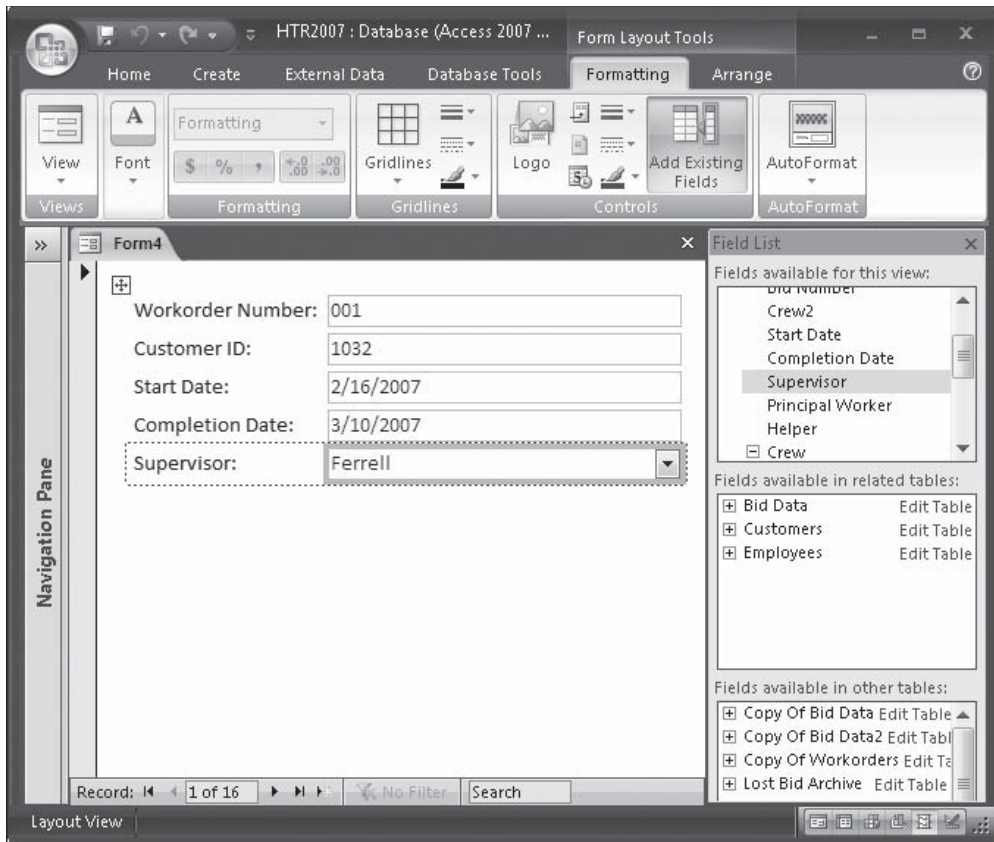 HTR2007 : Database (Access 2007 ...
Form Layout Tools
Home Create External Data Database Tools Formatting Arrange
View
Font
Formatting
$ % ,
Gridlines
Logo
Add Existing Fields
AutoFormat
Views
Formatting
Gridlines
Controls
AutoFormat
Form4
Navigation Pane
Workorder Number: 001
Customer ID: 1032
Start Date: 2/16/2007
Completion Date: 3/10/2007
Supervisor: Ferrell
Field List
Fields available for this view:
Bid Number
Crew2
Start Date
Completion Date
Supervisor
Principal Worker
Helper
Crew
Fields available in related tables:
Bid Data Edit Table
Customers Edit Table
Employees Edit Table
Fields available in other tables:
Copy Of Bid Data Edit Table
Copy Of Bid Data2 Edit Tabl
Copy Of Workorders Edit Ta
Lost Bid Archive Edit Table
Record: 1 of 16 No Filter Search
Layout View